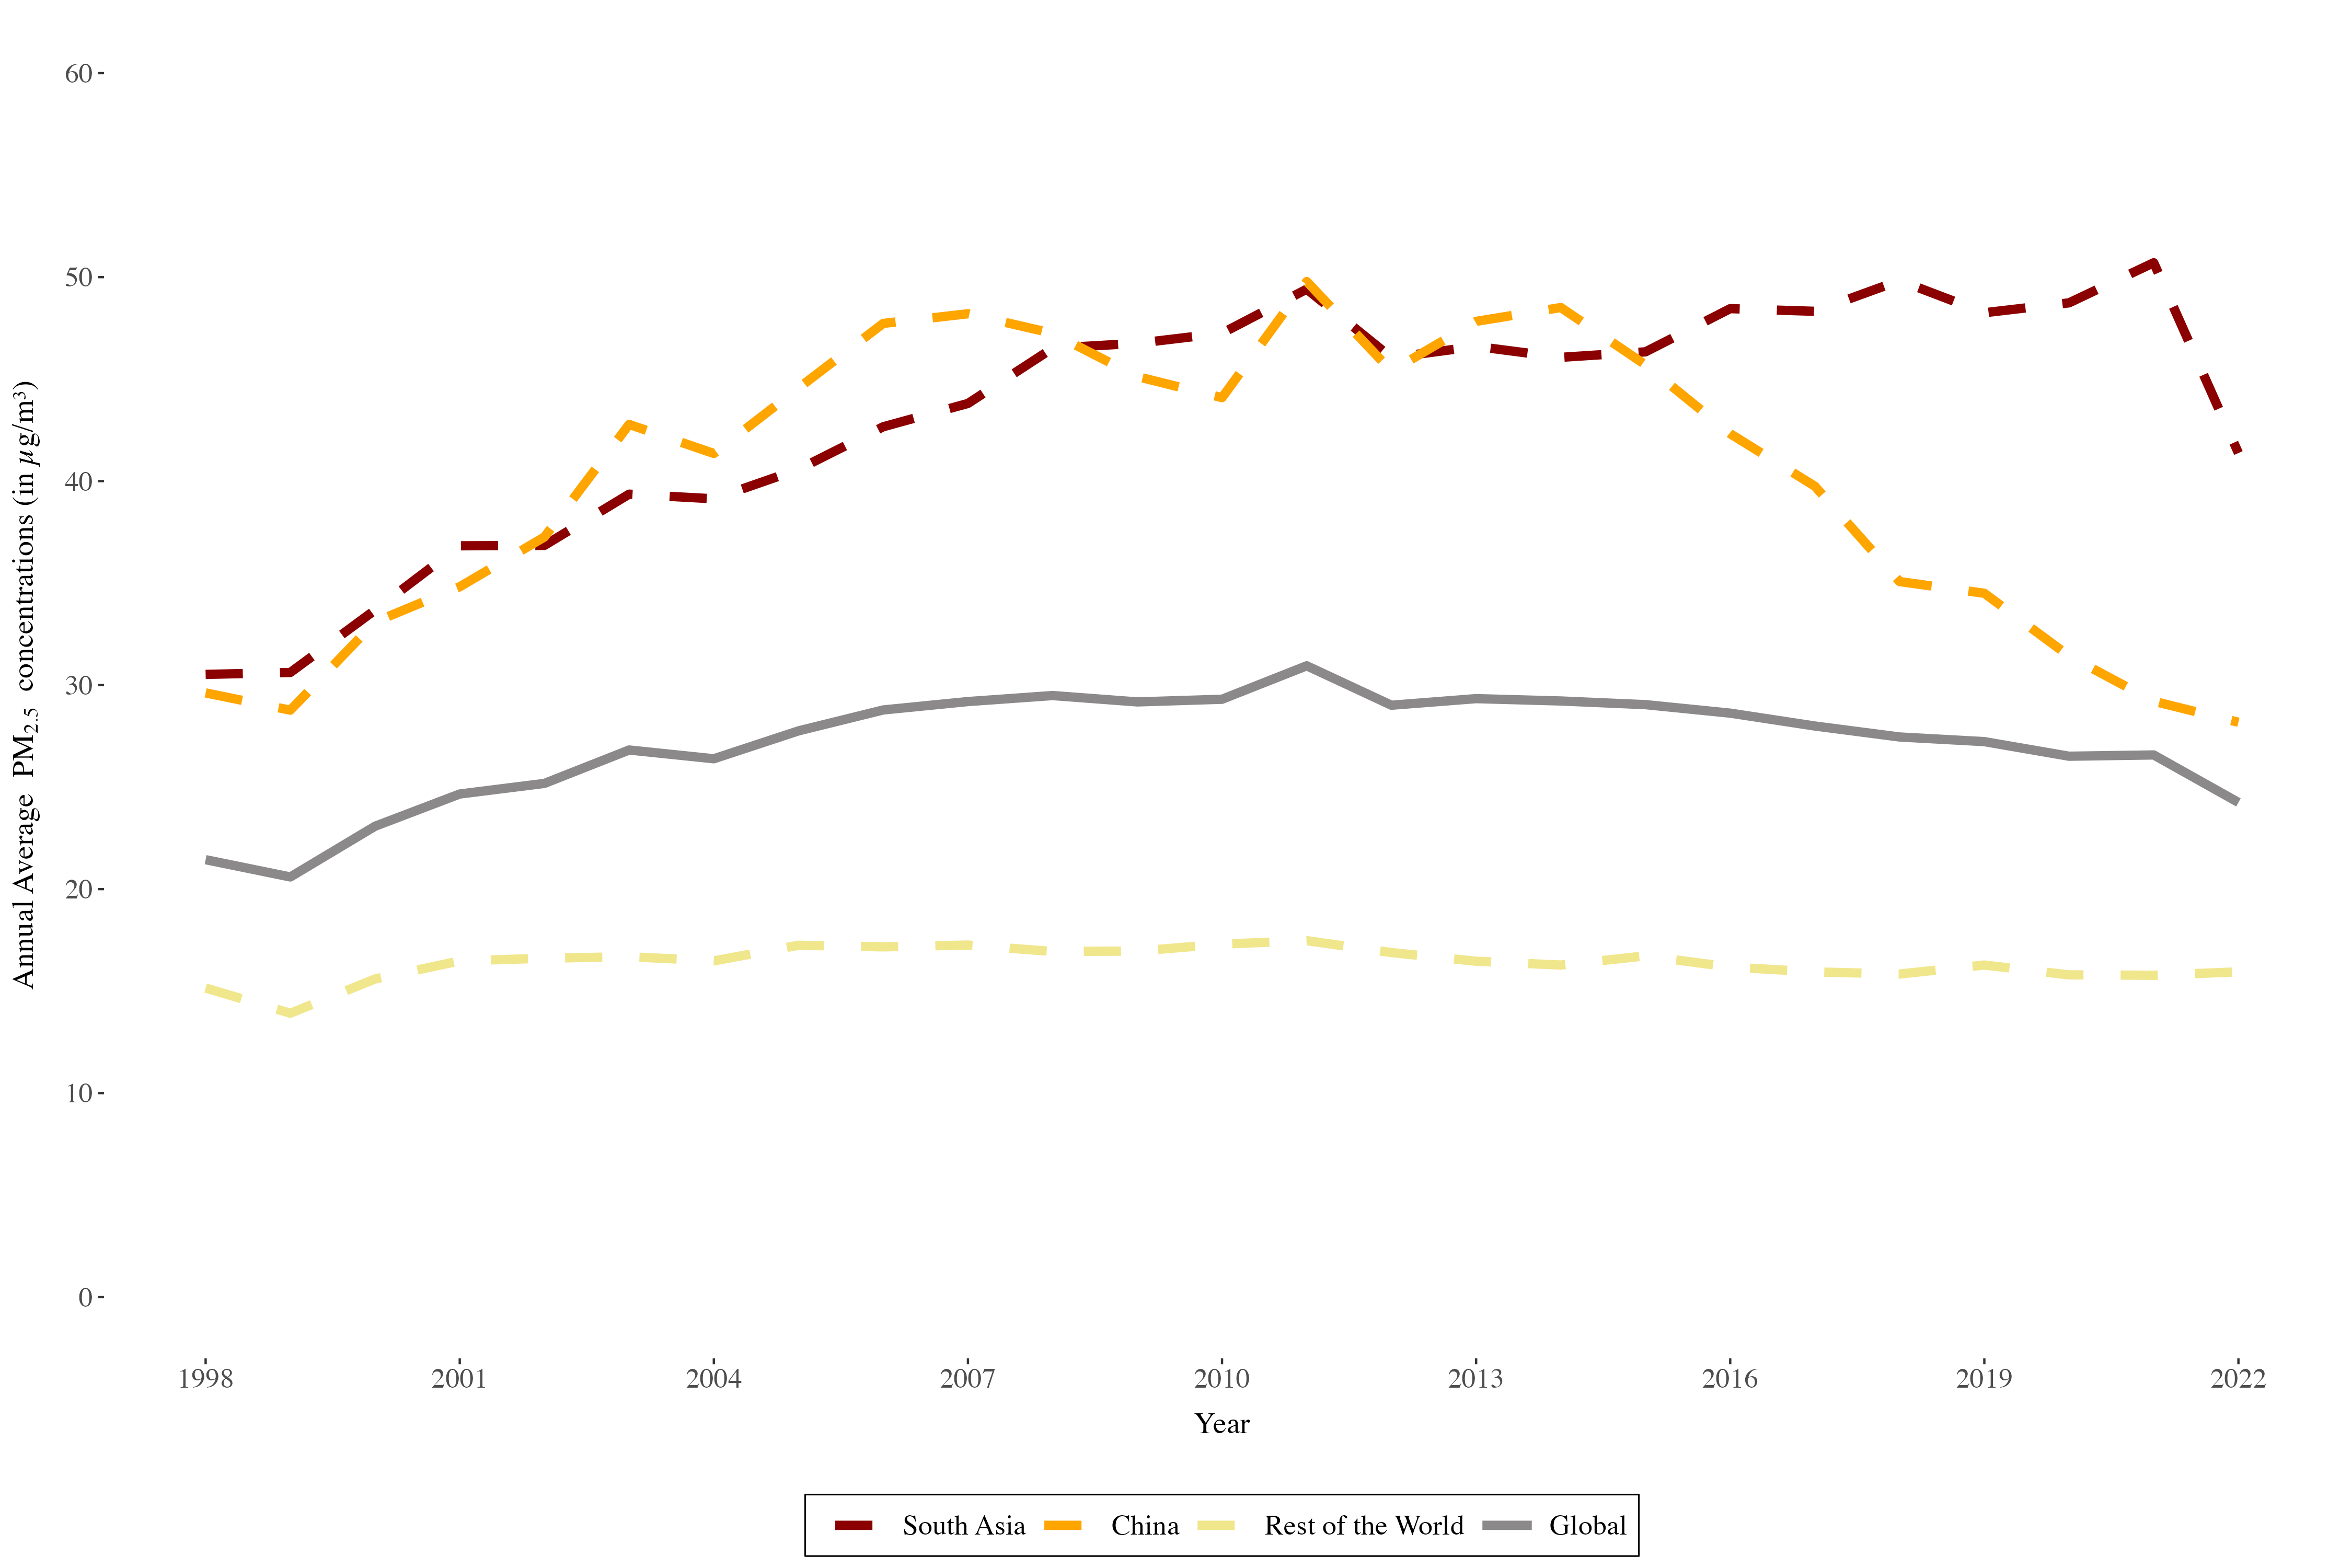 60
50
40
30
20
10
0
Annual Average PM2.5 concentrations (in µg/m³)
1998 2001 2004 2007 2010 2013 2016 2019 2022
Year
South Asia China Rest of the World Global